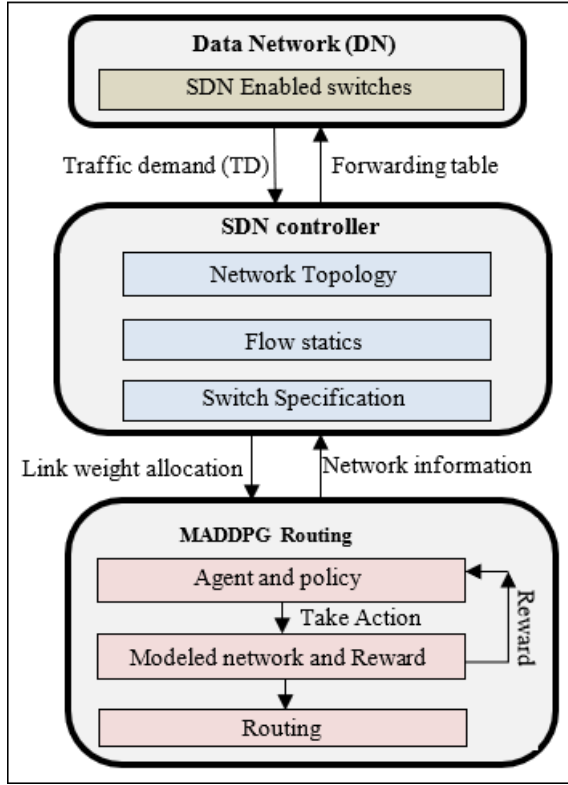 Data Network (DN)
SDN Enabled switches
Traffic demand (TD)
Forwarding table
SDN controller
Network Topology
Flow statics
Switch Specification
Link weight allocation
Network information
MADDPG Routing
Agent and policy
Take Action
Reward
Modeled network and Reward
Routing